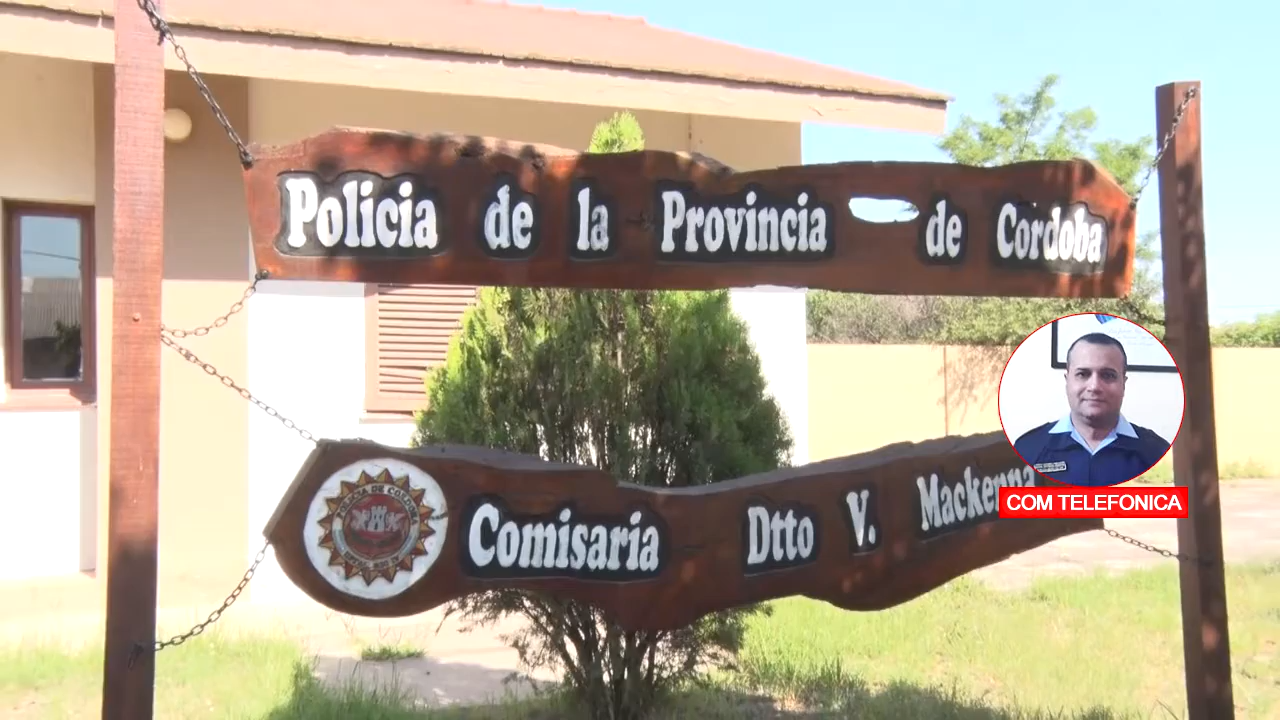 Policia de la Provincia de Cordoba
Comisaria Dtto V. Mackenna
COM TELEFONICA